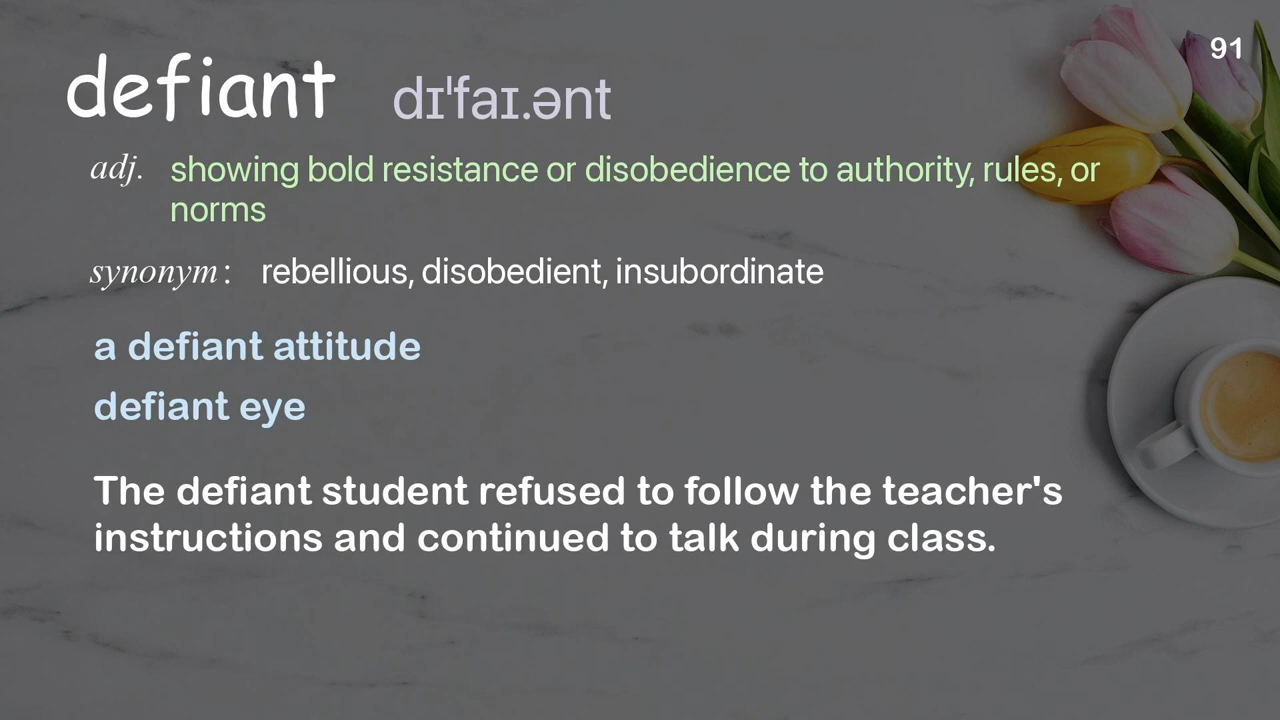 91
defiant dɪˈfaɪ.ənt
adj. showing bold resistance or disobedience to authority, rules, or
norms
synonym: rebellious, disobedient, insubordinate
a defiant attitude
defiant eye
The defiant student refused to follow the teacher's
instructions and continued to talk during class.